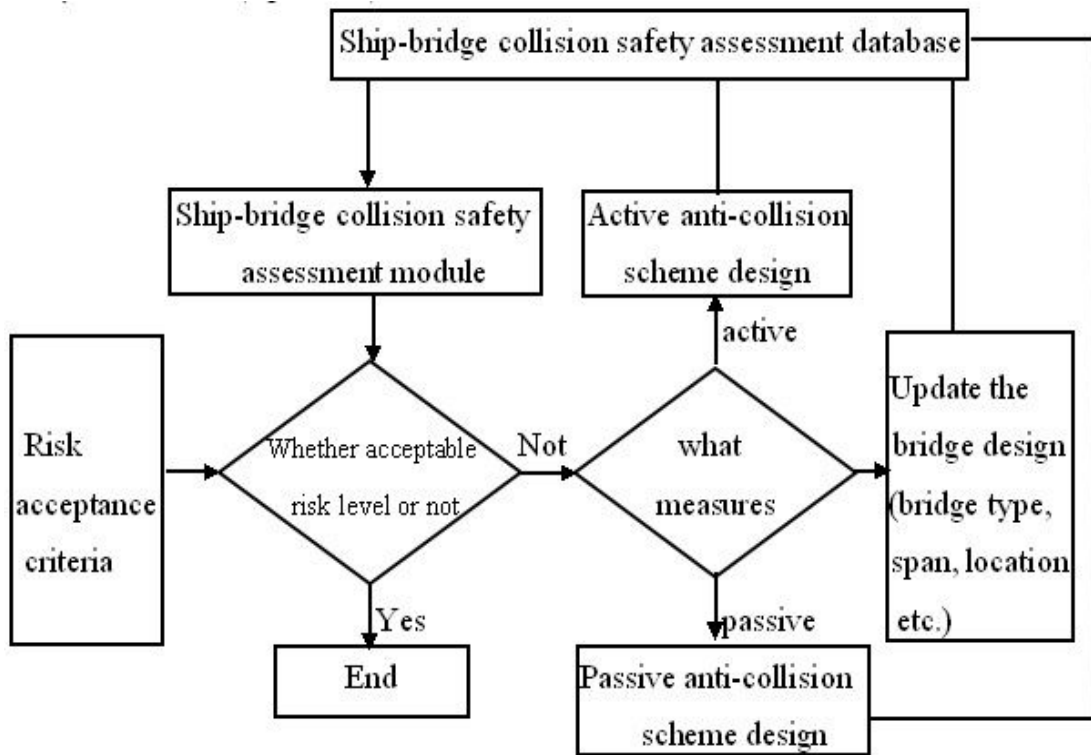 Ship-bridge collision safety assessment database
Ship-bridge collision safety
assessment module
Active anti-collision
scheme design
active
Risk
acceptance
criteria
Whether acceptable
risk level or not
Not
what
measures
Update the
bridge design
(bridge type,
span, location
etc.)
Yes
passive
End
Passive anti-collision
scheme design